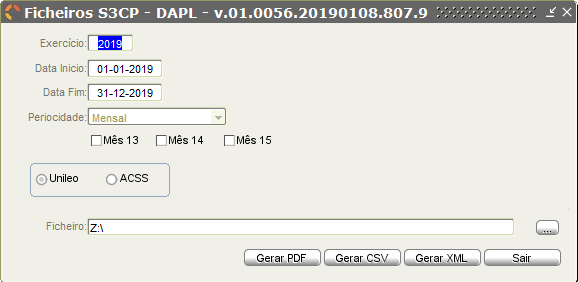 Ficheiros S3CP - DAPL - v.01.0056.20190108.807.9
Exercício: 2019
Data Inicio: 01-01-2019
Data Fim: 31-12-2019
Periocidade: Mensal
Mês 13 Mês 14 Mês 15
Unileo ACSS
Ficheiro: Z:\ ...
Gerar PDF Gerar CSV Gerar XML Sair